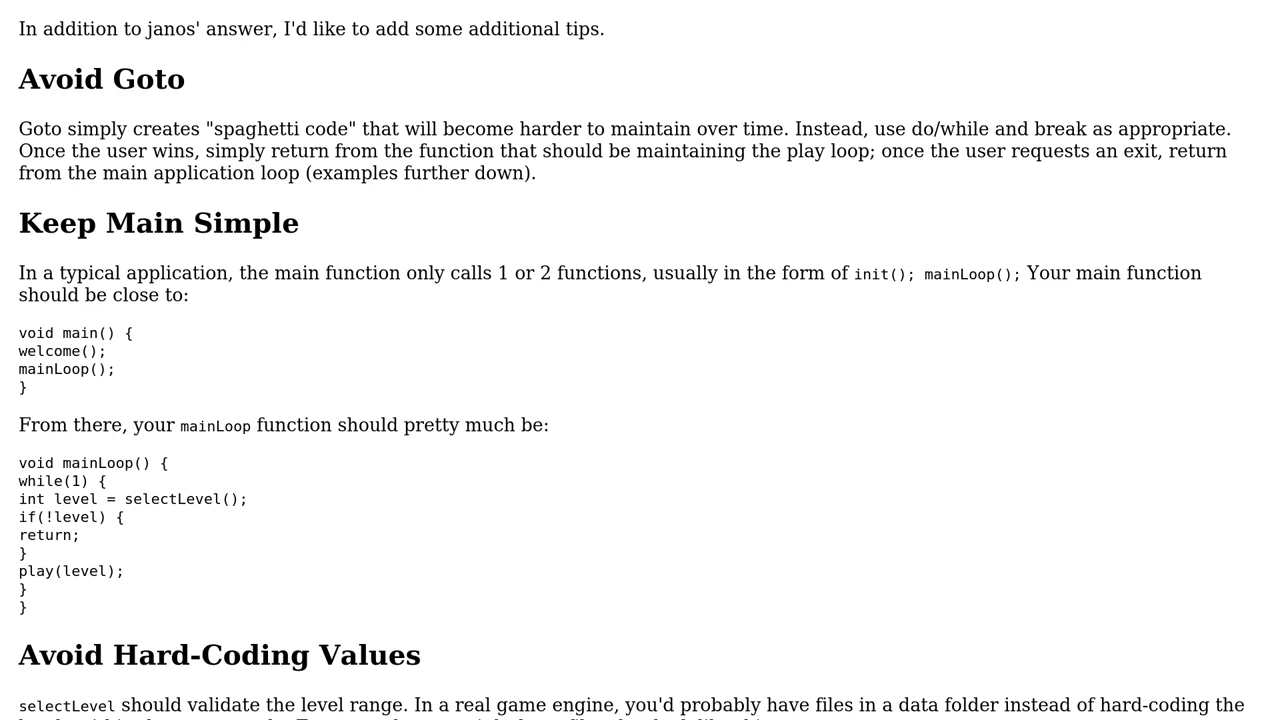 In addition to janos' answer, I'd like to add some additional tips.
Avoid Goto
Goto simply creates "spaghetti code" that will become harder to maintain over time. Instead, use do/while and break as appropriate.
Once the user wins, simply return from the function that should be maintaining the play loop; once the user requests an exit, return
from the main application loop (examples further down).
Keep Main Simple
In a typical application, the main function only calls 1 or 2 functions, usually in the form of init(); mainLoop(); Your main function
should be close to:
void main() {
welcome();
mainLoop();
}
From there, your mainLoop function should pretty much be:
void mainLoop() {
while(1) {
int level = selectLevel();
if(!level) {
return;
}
play(level);
}
}
Avoid Hard-Coding Values
selectLevel should validate the level range. In a real game engine, you'd probably have files in a data folder instead of hard-coding the